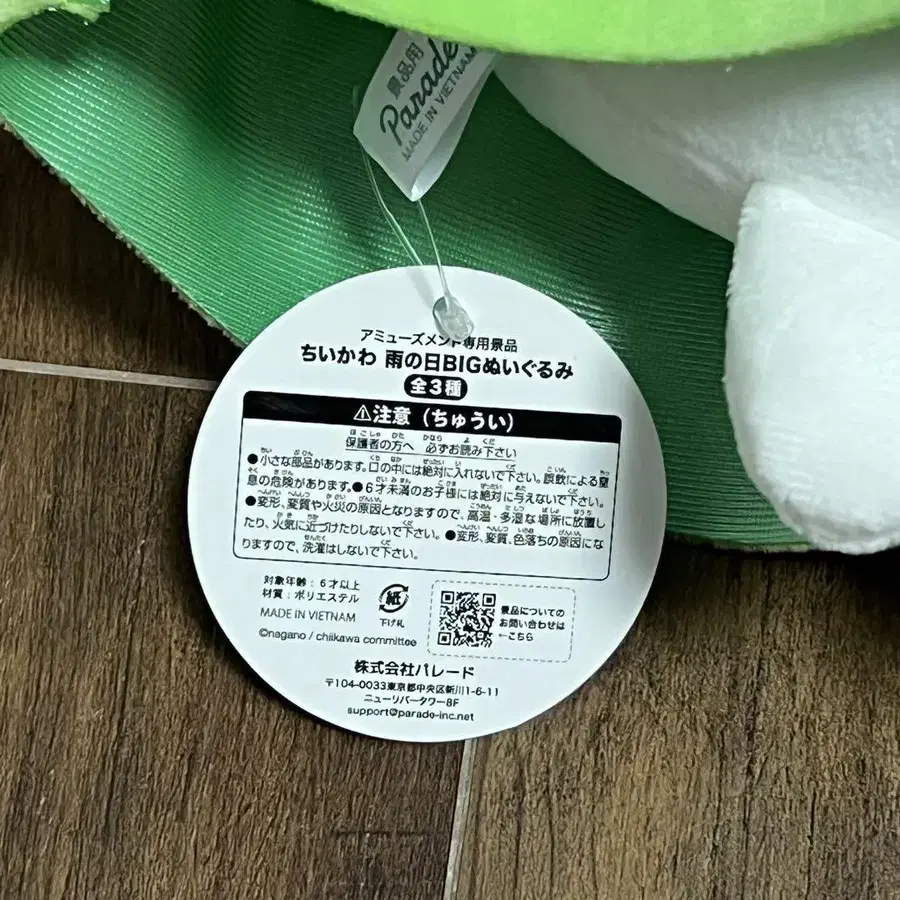 景品用
Parade
MADE IN VIETNAM
アミューズメント専用景品
ちいかわ 雨の日BIGぬいぐるみ
全3種
⚠注意（ちゅうい）
保護者の方へ 必ずお読み下さい
●小さな部品があります。口の中には絶対に入れないで下さい。誤飲による窒
息の危険があります。●6才未満のお子様には絶対に与えないで下さい。
●変形、変質や火災の原因となりますので、高温・多湿な場所に放置し
たり、火気に近づけたりしないで下さい。●変形、変質、色落ちの原因にな
りますので、洗濯はしないで下さい。
対象年齢：6才以上
材質：ポリエステル
MADE IN VIETNAM
紙
下げ札
景品についての
お問い合わせは
←こちら
©nagano / chiikawa committee
株式会社パレード
〒104-0033東京都中央区新川1-6-11
ニューリバータワー8F
support@parade-inc.net